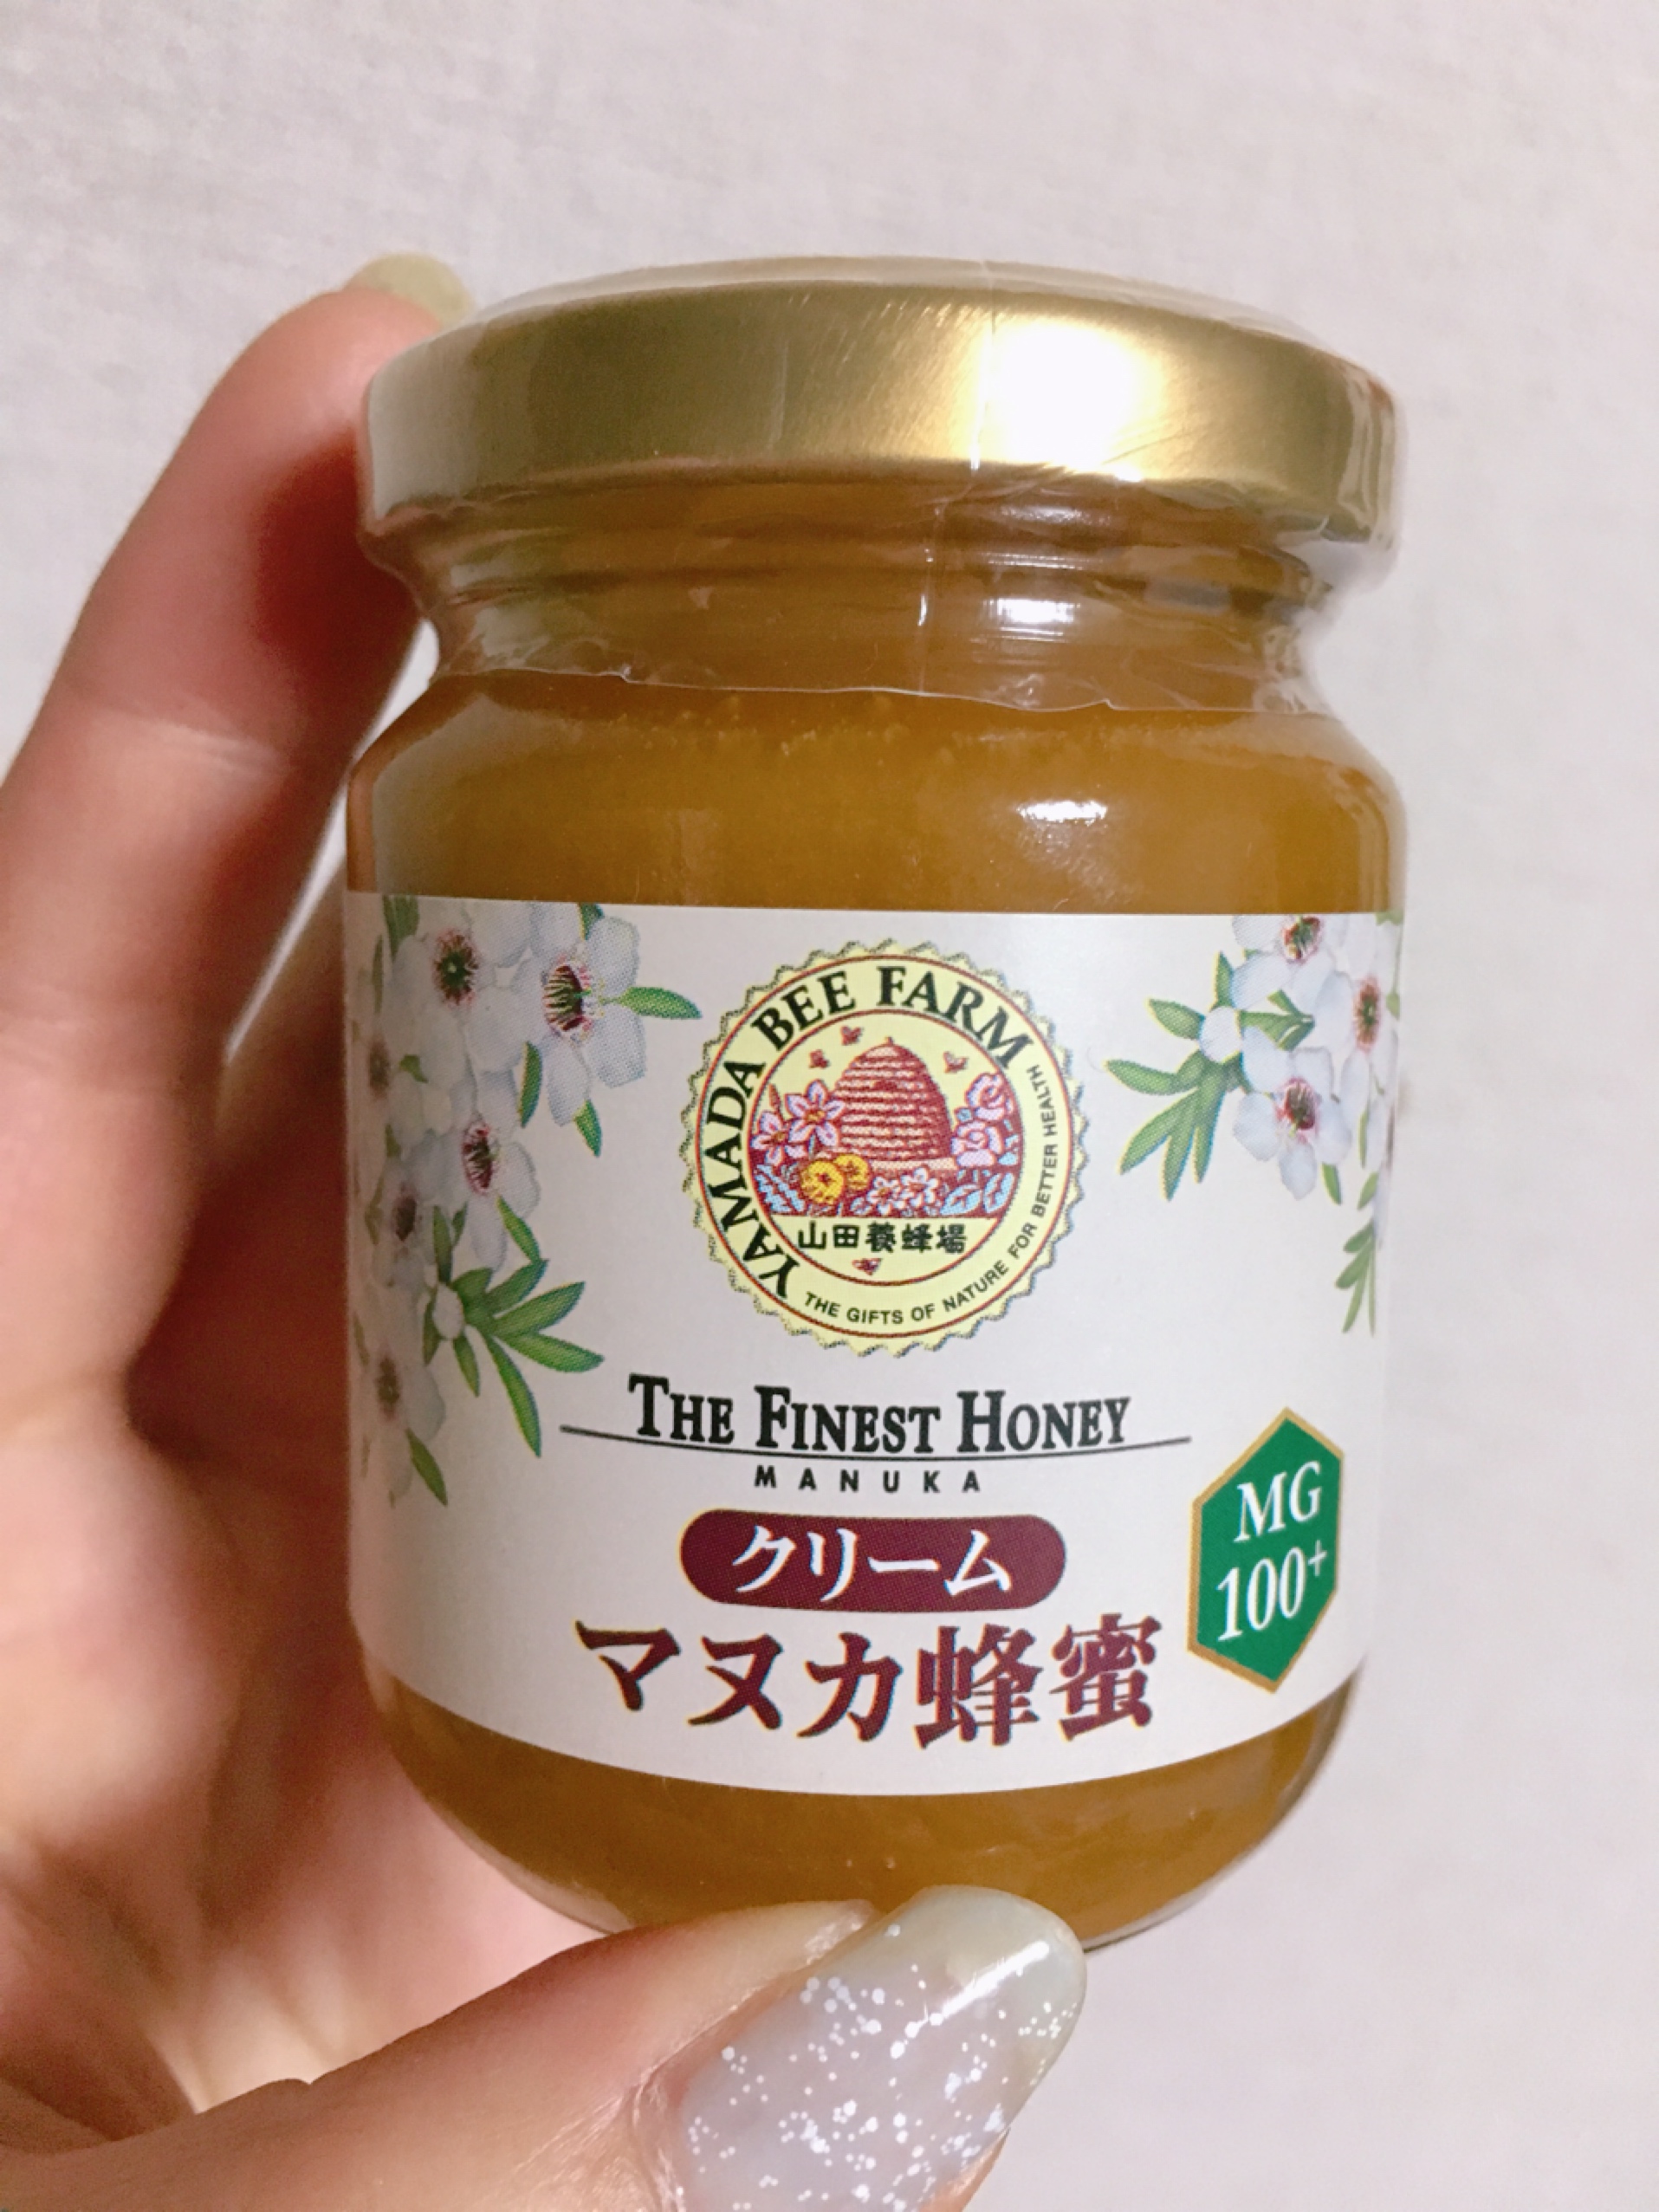 YAMADA BEE FARM
山田養蜂場
THE GIFTS OF NATURE FOR BETTER HEALTH
THE FINEST HONEY
MANUKA
クリーム
マヌカ蜂蜜
MG
100+